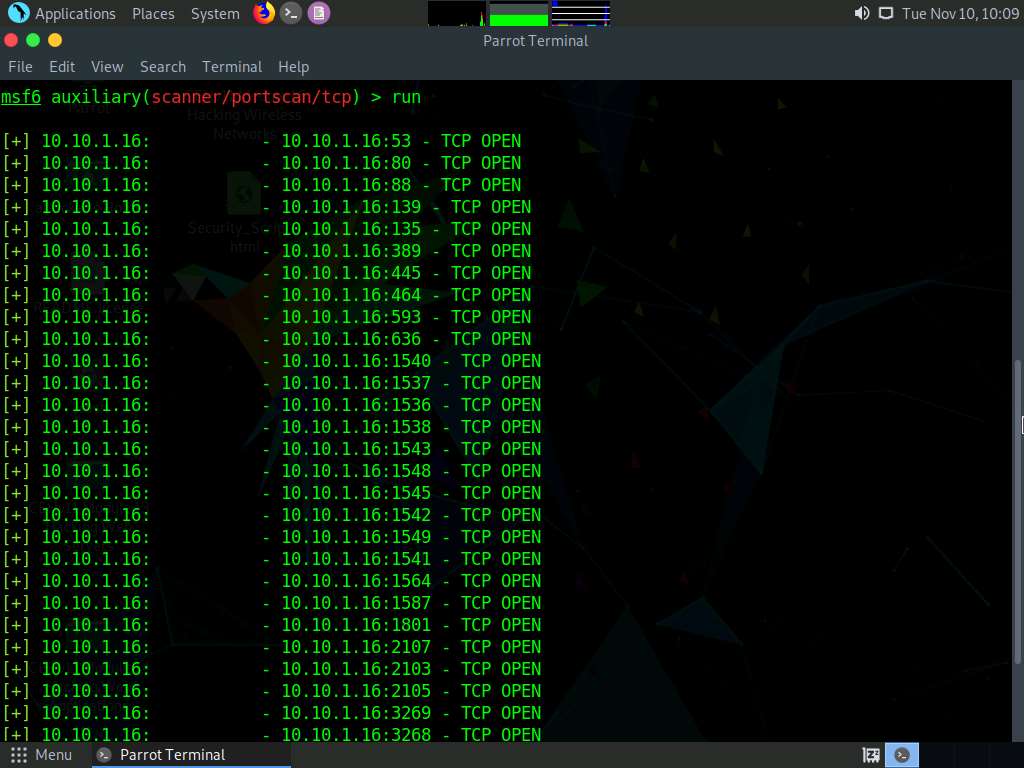 Applications Places System Tue Nov 10, 10:09
Parrot Terminal
File Edit View Search Terminal Help
msf6 auxiliary(scanner/portscan/tcp) > run
Hacking Wireless
Networks
[+] 10.10.1.16: - 10.10.1.16:53 - TCP OPEN
[+] 10.10.1.16: - 10.10.1.16:80 - TCP OPEN
[+] 10.10.1.16: - 10.10.1.16:88 - TCP OPEN
[+] 10.10.1.16: - 10.10.1.16:139 - TCP OPEN
[+] 10.10.1.16: - 10.10.1.16:135 - TCP OPEN
[+] 10.10.1.16: - 10.10.1.16:389 - TCP OPEN
[+] 10.10.1.16: - 10.10.1.16:445 - TCP OPEN
[+] 10.10.1.16: - 10.10.1.16:464 - TCP OPEN
[+] 10.10.1.16: - 10.10.1.16:593 - TCP OPEN
[+] 10.10.1.16: - 10.10.1.16:636 - TCP OPEN
[+] 10.10.1.16: - 10.10.1.16:1540 - TCP OPEN
[+] 10.10.1.16: - 10.10.1.16:1537 - TCP OPEN
[+] 10.10.1.16: - 10.10.1.16:1536 - TCP OPEN
[+] 10.10.1.16: - 10.10.1.16:1538 - TCP OPEN
[+] 10.10.1.16: - 10.10.1.16:1543 - TCP OPEN
[+] 10.10.1.16: - 10.10.1.16:1548 - TCP OPEN
[+] 10.10.1.16: - 10.10.1.16:1545 - TCP OPEN
[+] 10.10.1.16: - 10.10.1.16:1542 - TCP OPEN
[+] 10.10.1.16: - 10.10.1.16:1549 - TCP OPEN
[+] 10.10.1.16: - 10.10.1.16:1541 - TCP OPEN
[+] 10.10.1.16: - 10.10.1.16:1564 - TCP OPEN
[+] 10.10.1.16: - 10.10.1.16:1587 - TCP OPEN
[+] 10.10.1.16: - 10.10.1.16:1801 - TCP OPEN
[+] 10.10.1.16: - 10.10.1.16:2107 - TCP OPEN
[+] 10.10.1.16: - 10.10.1.16:2103 - TCP OPEN
[+] 10.10.1.16: - 10.10.1.16:2105 - TCP OPEN
[+] 10.10.1.16: - 10.10.1.16:3269 - TCP OPEN
[+] 10.10.1.16: - 10.10.1.16:3268 - TCP OPEN
Menu Parrot Terminal